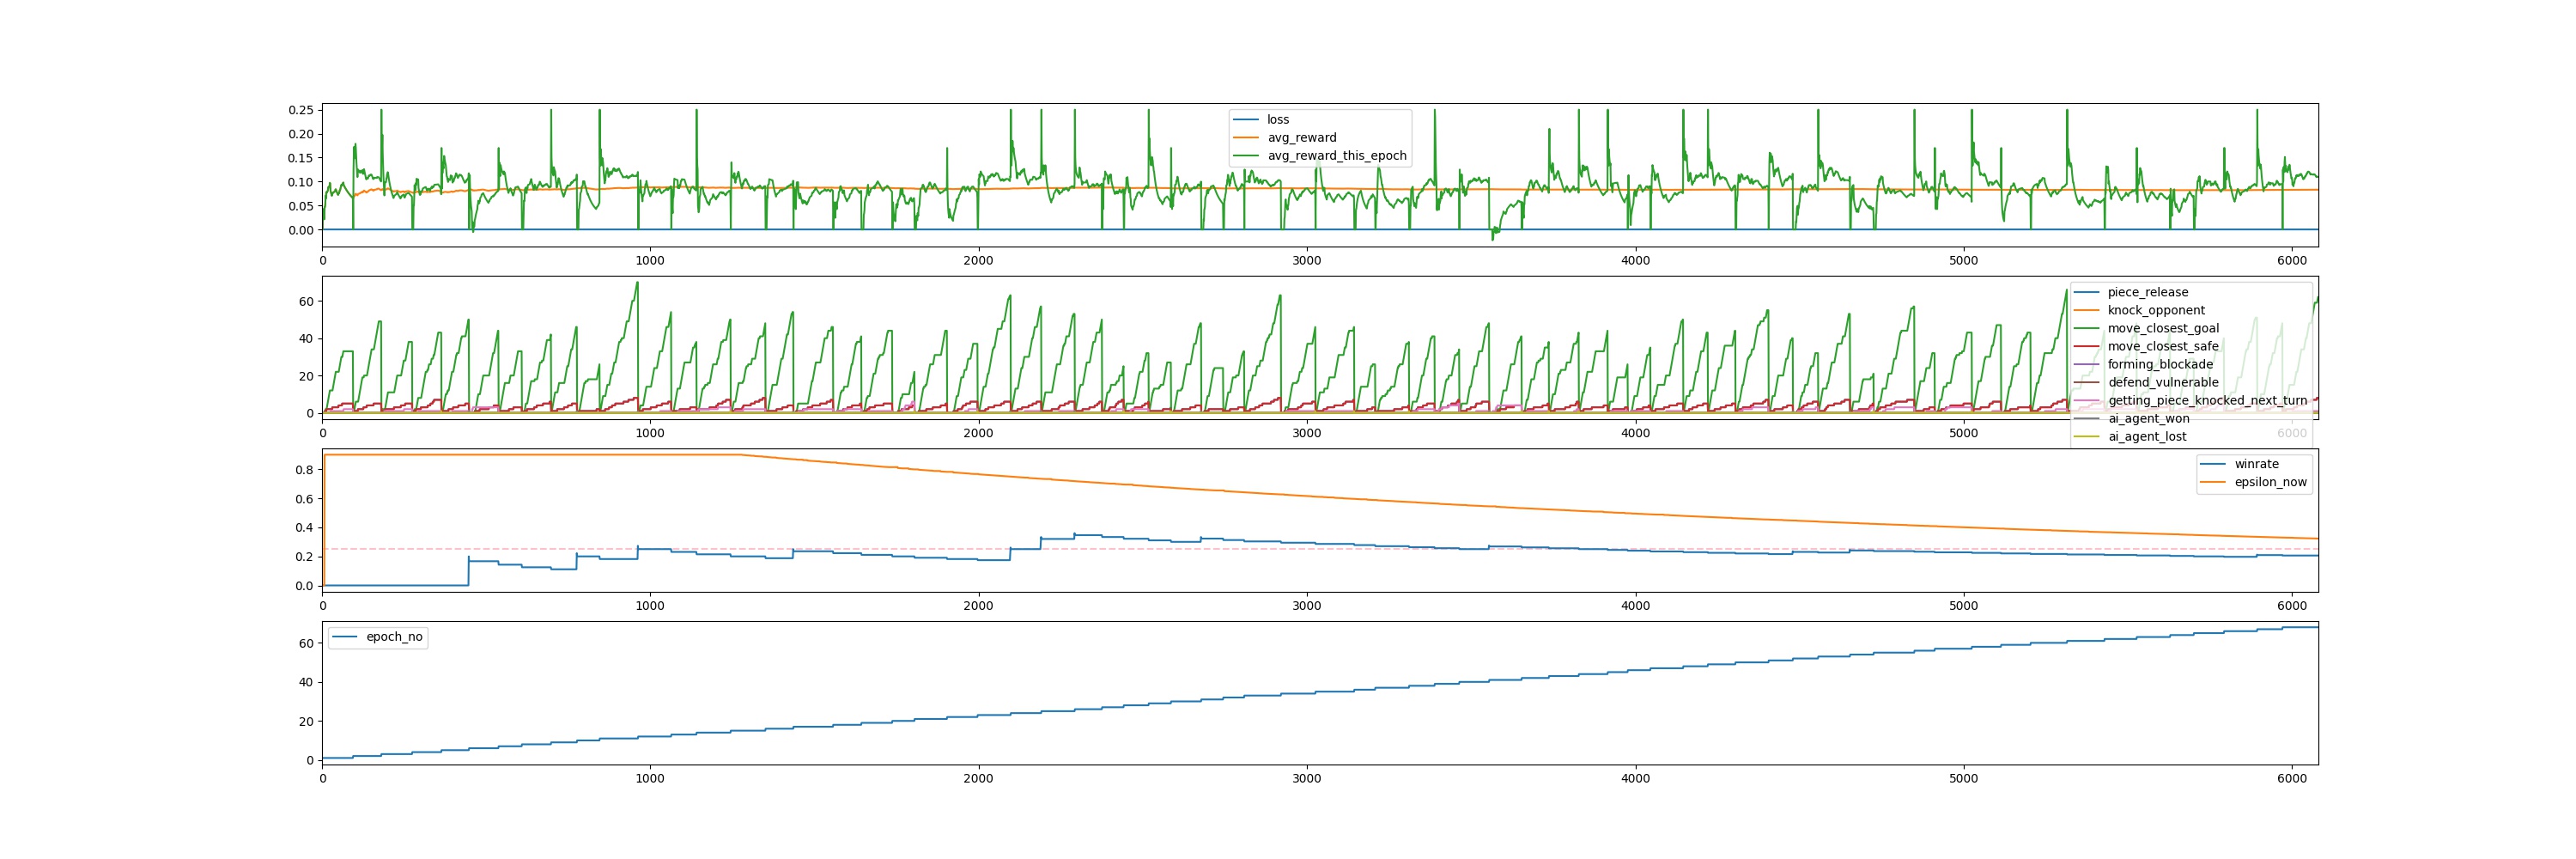 0.25
0.20
0.15
0.10
0.05
0.00
loss
avg_reward
avg_reward_this_epoch
0 1000 2000 3000 4000 5000 6000
60
40
20
0
piece_release
knock_opponent
move_closest_goal
move_closest_safe
forming_blockade
defend_vulnerable
getting_piece_knocked_next_turn
ai_agent_won
ai_agent_lost
0 1000 2000 3000 4000 5000 6000
0.8
0.6
0.4
0.2
0.0
winrate
epsilon_now
0 1000 2000 3000 4000 5000 6000
60
40
20
0
epoch_no
0 1000 2000 3000 4000 5000 6000